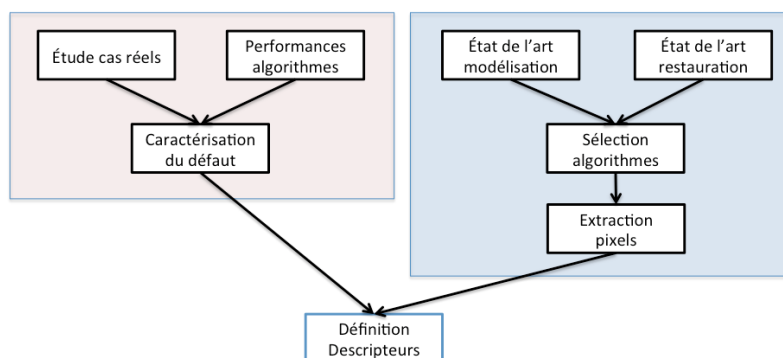 Étude cas réels
Performances
algorithmes
État de l'art
modélisation
État de l'art
restauration
Caractérisation
du défaut
Sélection
algorithmes
Extraction
pixels
Définition
Descripteurs